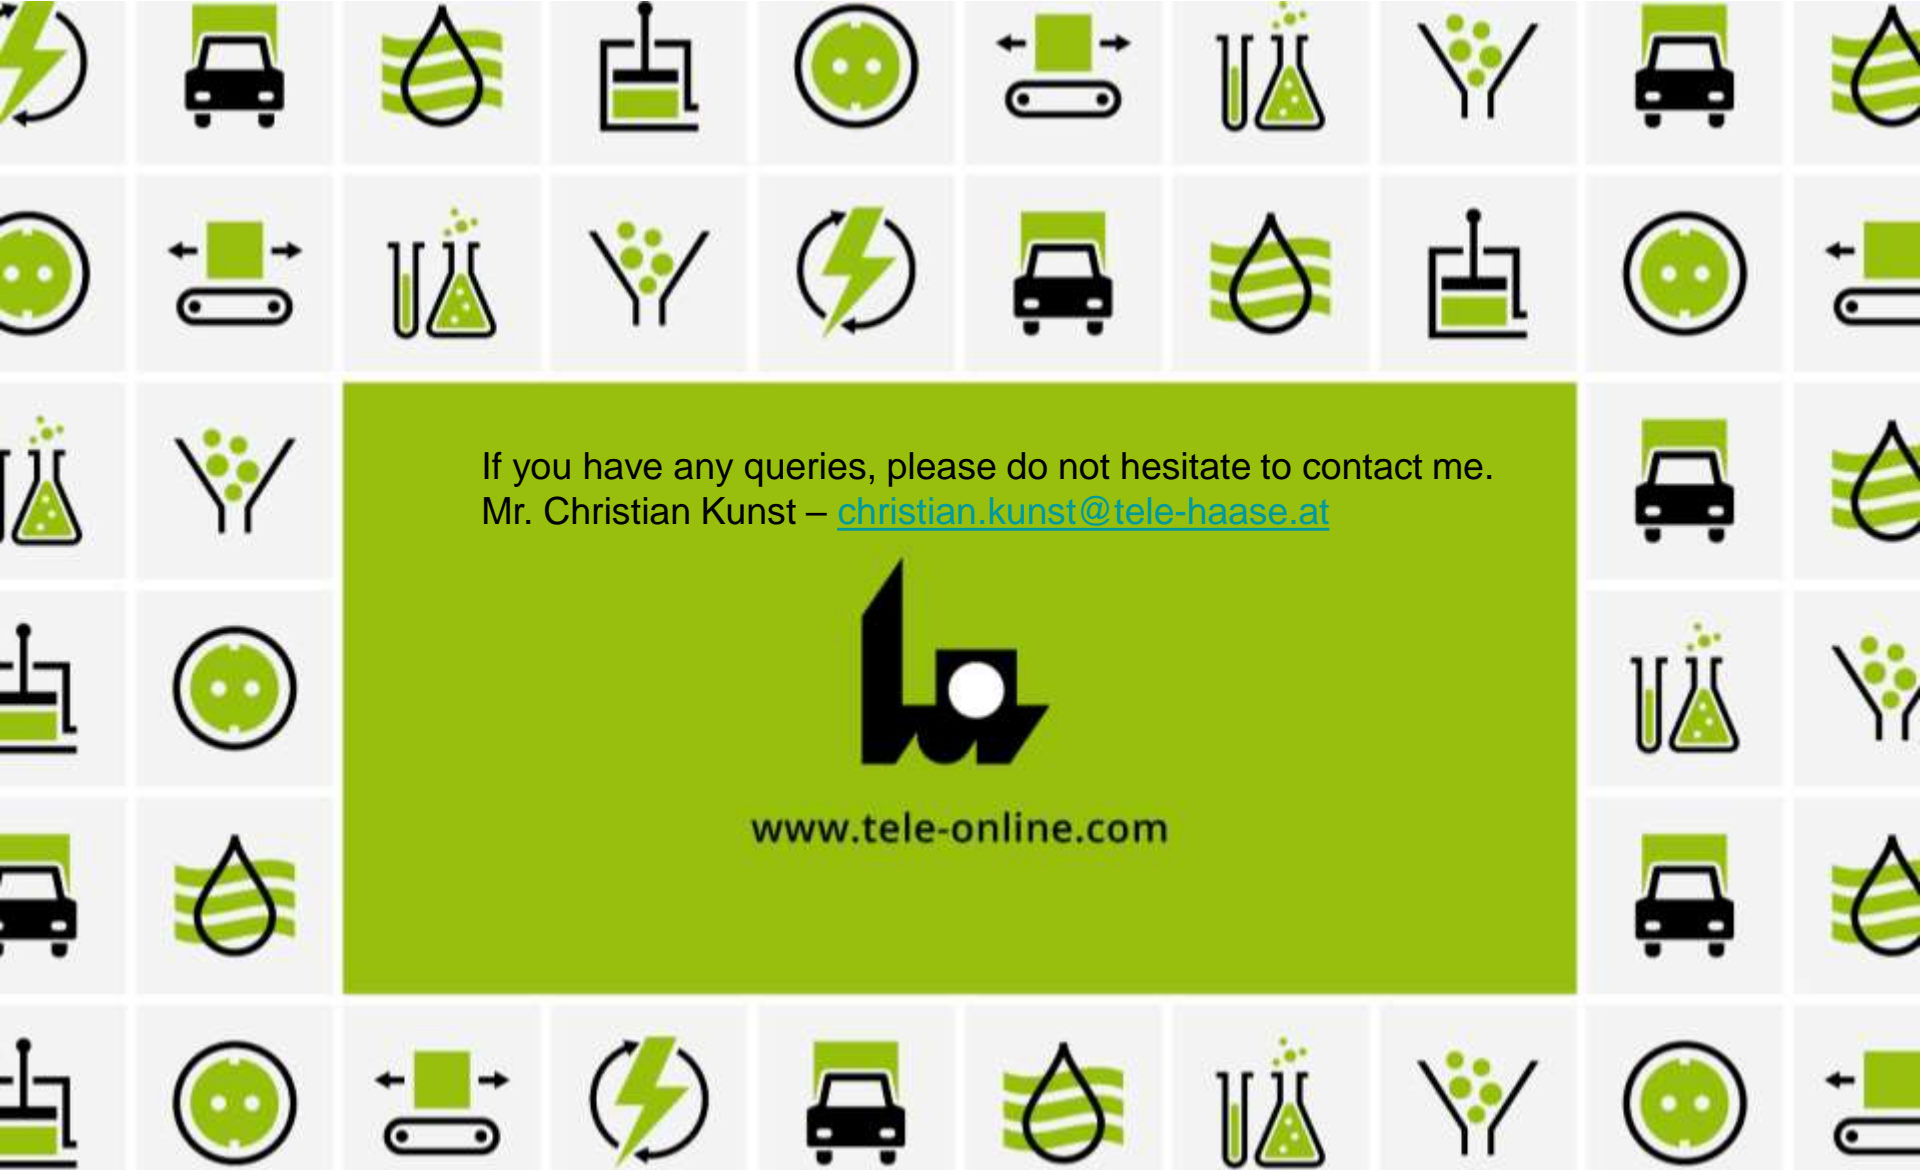 If you have any queries, please do not hesitate to contact me.
Mr. Christian Kunst – christian.kunst@tele-haase.at
www.tele-online.com